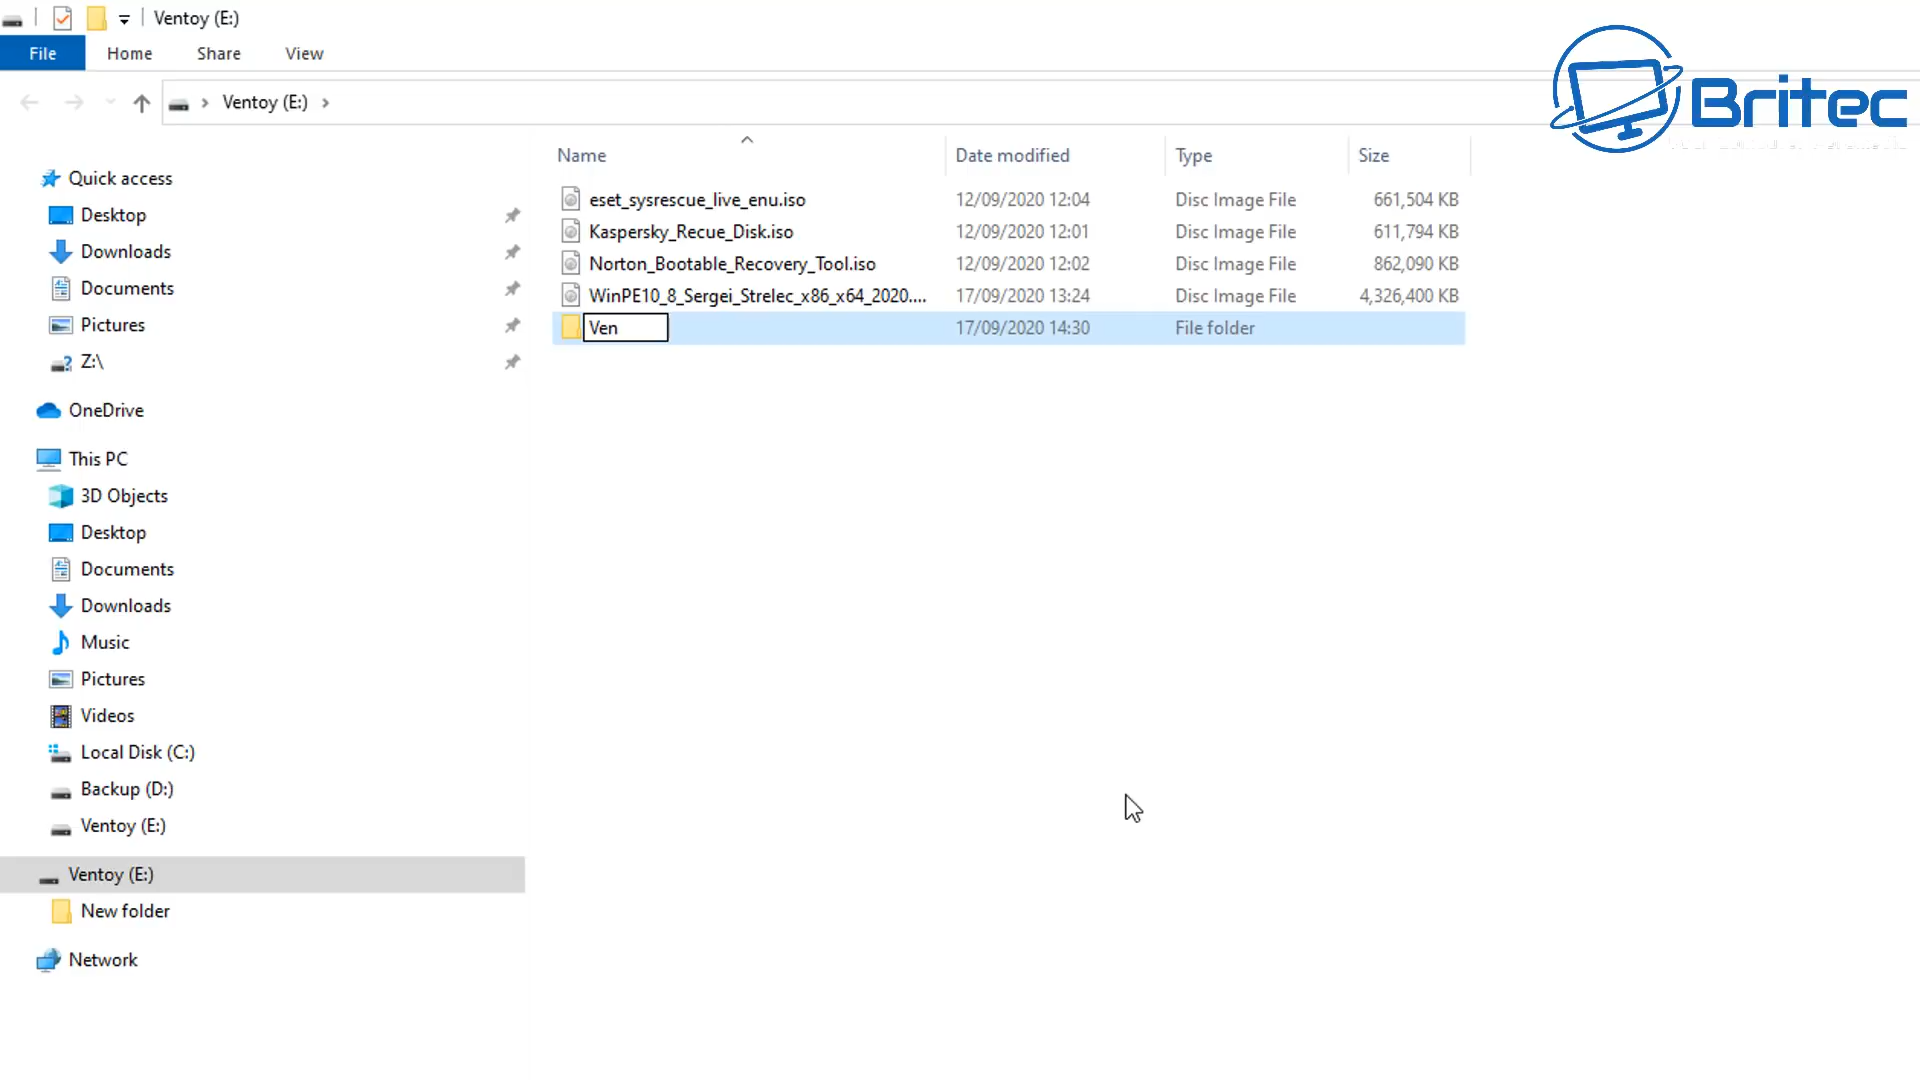 Ventoy (E:)
File Home Share View
Ventoy (E:)
Britec
Name Date modified Type Size
Quick access
Desktop
Downloads
Documents
Pictures
Z:\
OneDrive
This PC
3D Objects
Desktop
Documents
Downloads
Music
Pictures
Videos
Local Disk (C:)
Backup (D:)
Ventoy (E:)
Ventoy (E:)
New folder
Network
eset_sysrescue_live_enu.iso 12/09/2020 12:04 Disc Image File 661,504 KB
Kaspersky_Recue_Disk.iso 12/09/2020 12:01 Disc Image File 611,794 KB
Norton_Bootable_Recovery_Tool.iso 12/09/2020 12:02 Disc Image File 862,090 KB
WinPE10_8_Sergei_Strelec_x86_x64_2020.... 17/09/2020 13:24 Disc Image File 4,326,400 KB
Ven 17/09/2020 14:30 File folder